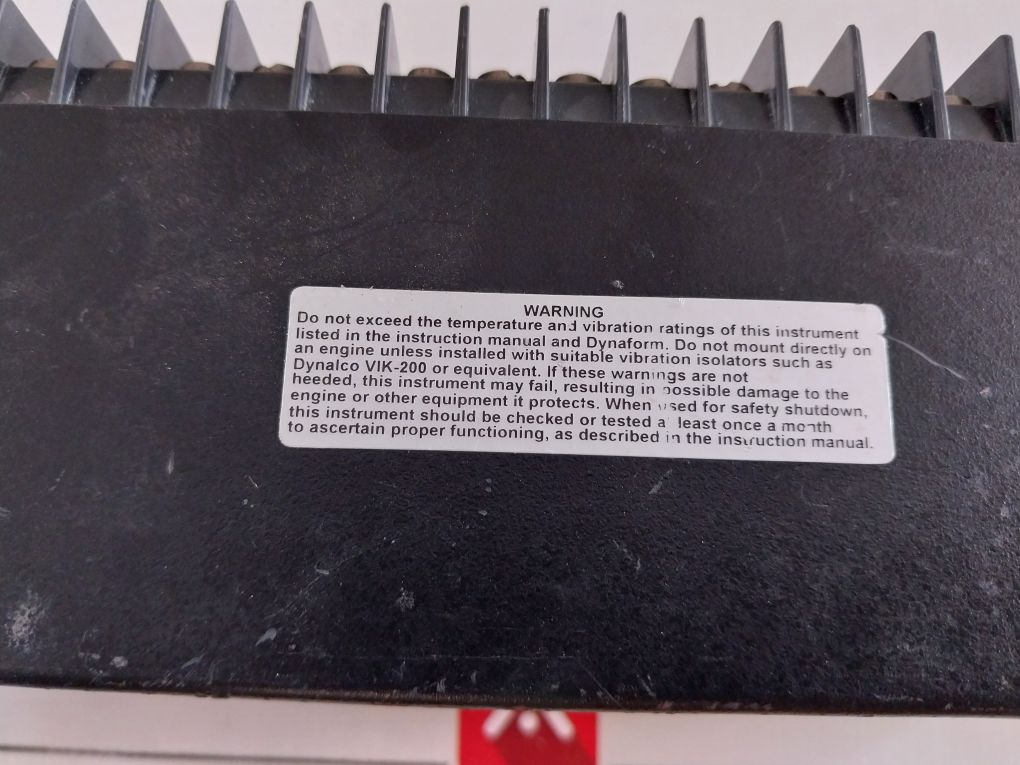 WARNING
Do not exceed the temperature and vibration ratings of this instrument
listed in the instruction manual and Dynaform. Do not mount directly on
an engine unless installed with suitable vibration isolators such as
Dynalco VIK-200 or equivalent. If these warnings are not
heeded, this instrument may fail, resulting in possible damage to the
engine or other equipment it protects. When used for safety shutdown,
this instrument should be checked or tested at least once a month
to ascertain proper functioning, as described in the instruction manual.